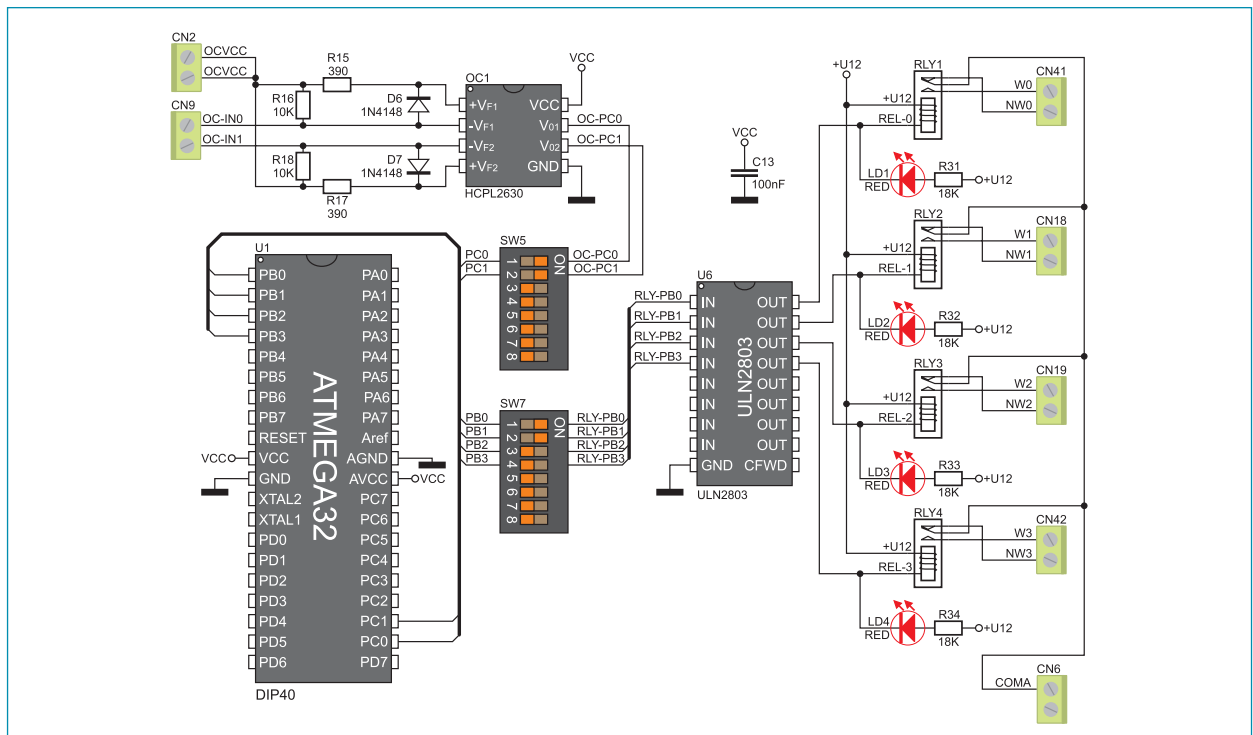 CN2
OCVCC
OCVCC
CN9
OC-IN0
OC-IN1
R15
390
R16
10K
D6
1N4148
R18
10K
D7
1N4148
R17
390
OC1
+VF1
-VF1
-VF2
+VF2
VCC
V01
V02
GND
HCPL2630
VCC
OC-PC0
OC-PC1
VCC
C13
100nF
U1
PB0
PB1
PB2
PB3
PB4
PB5
PB6
PB7
RESET
VCC
GND
XTAL2
XTAL1
PD0
PD1
PD2
PD3
PD4
PD5
PD6
ATMEGA32
PA0
PA1
PA2
PA3
PA4
PA5
PA6
PA7
Aref
AGND
AVCC
PC7
PC6
PC5
PC4
PC3
PC2
PC1
PC0
PD7
DIP40
VCC
VCC
SW5
PC0
PC1
1
2
3
4
5
6
7
8
ON
OC-PC0
OC-PC1
SW7
PB0
PB1
PB2
PB3
1
2
3
4
5
6
7
8
ON
RLY-PB0
RLY-PB1
RLY-PB2
RLY-PB3
RLY-PB0
RLY-PB1
RLY-PB2
RLY-PB3
U6
IN
IN
IN
IN
IN
IN
IN
IN
GND
ULN2803
OUT
OUT
OUT
OUT
OUT
OUT
OUT
OUT
CFWD
ULN2803
+U12
RLY1
+U12
REL-0
LD1
RED
R31
18K
+U12
W0
NW0
CN41
RLY2
+U12
REL-1
LD2
RED
R32
18K
+U12
W1
NW1
CN18
RLY3
+U12
REL-2
LD3
RED
R33
18K
+U12
W2
NW2
CN19
RLY4
+U12
REL-3
LD4
RED
R34
18K
+U12
W3
NW3
CN42
COMA
CN6